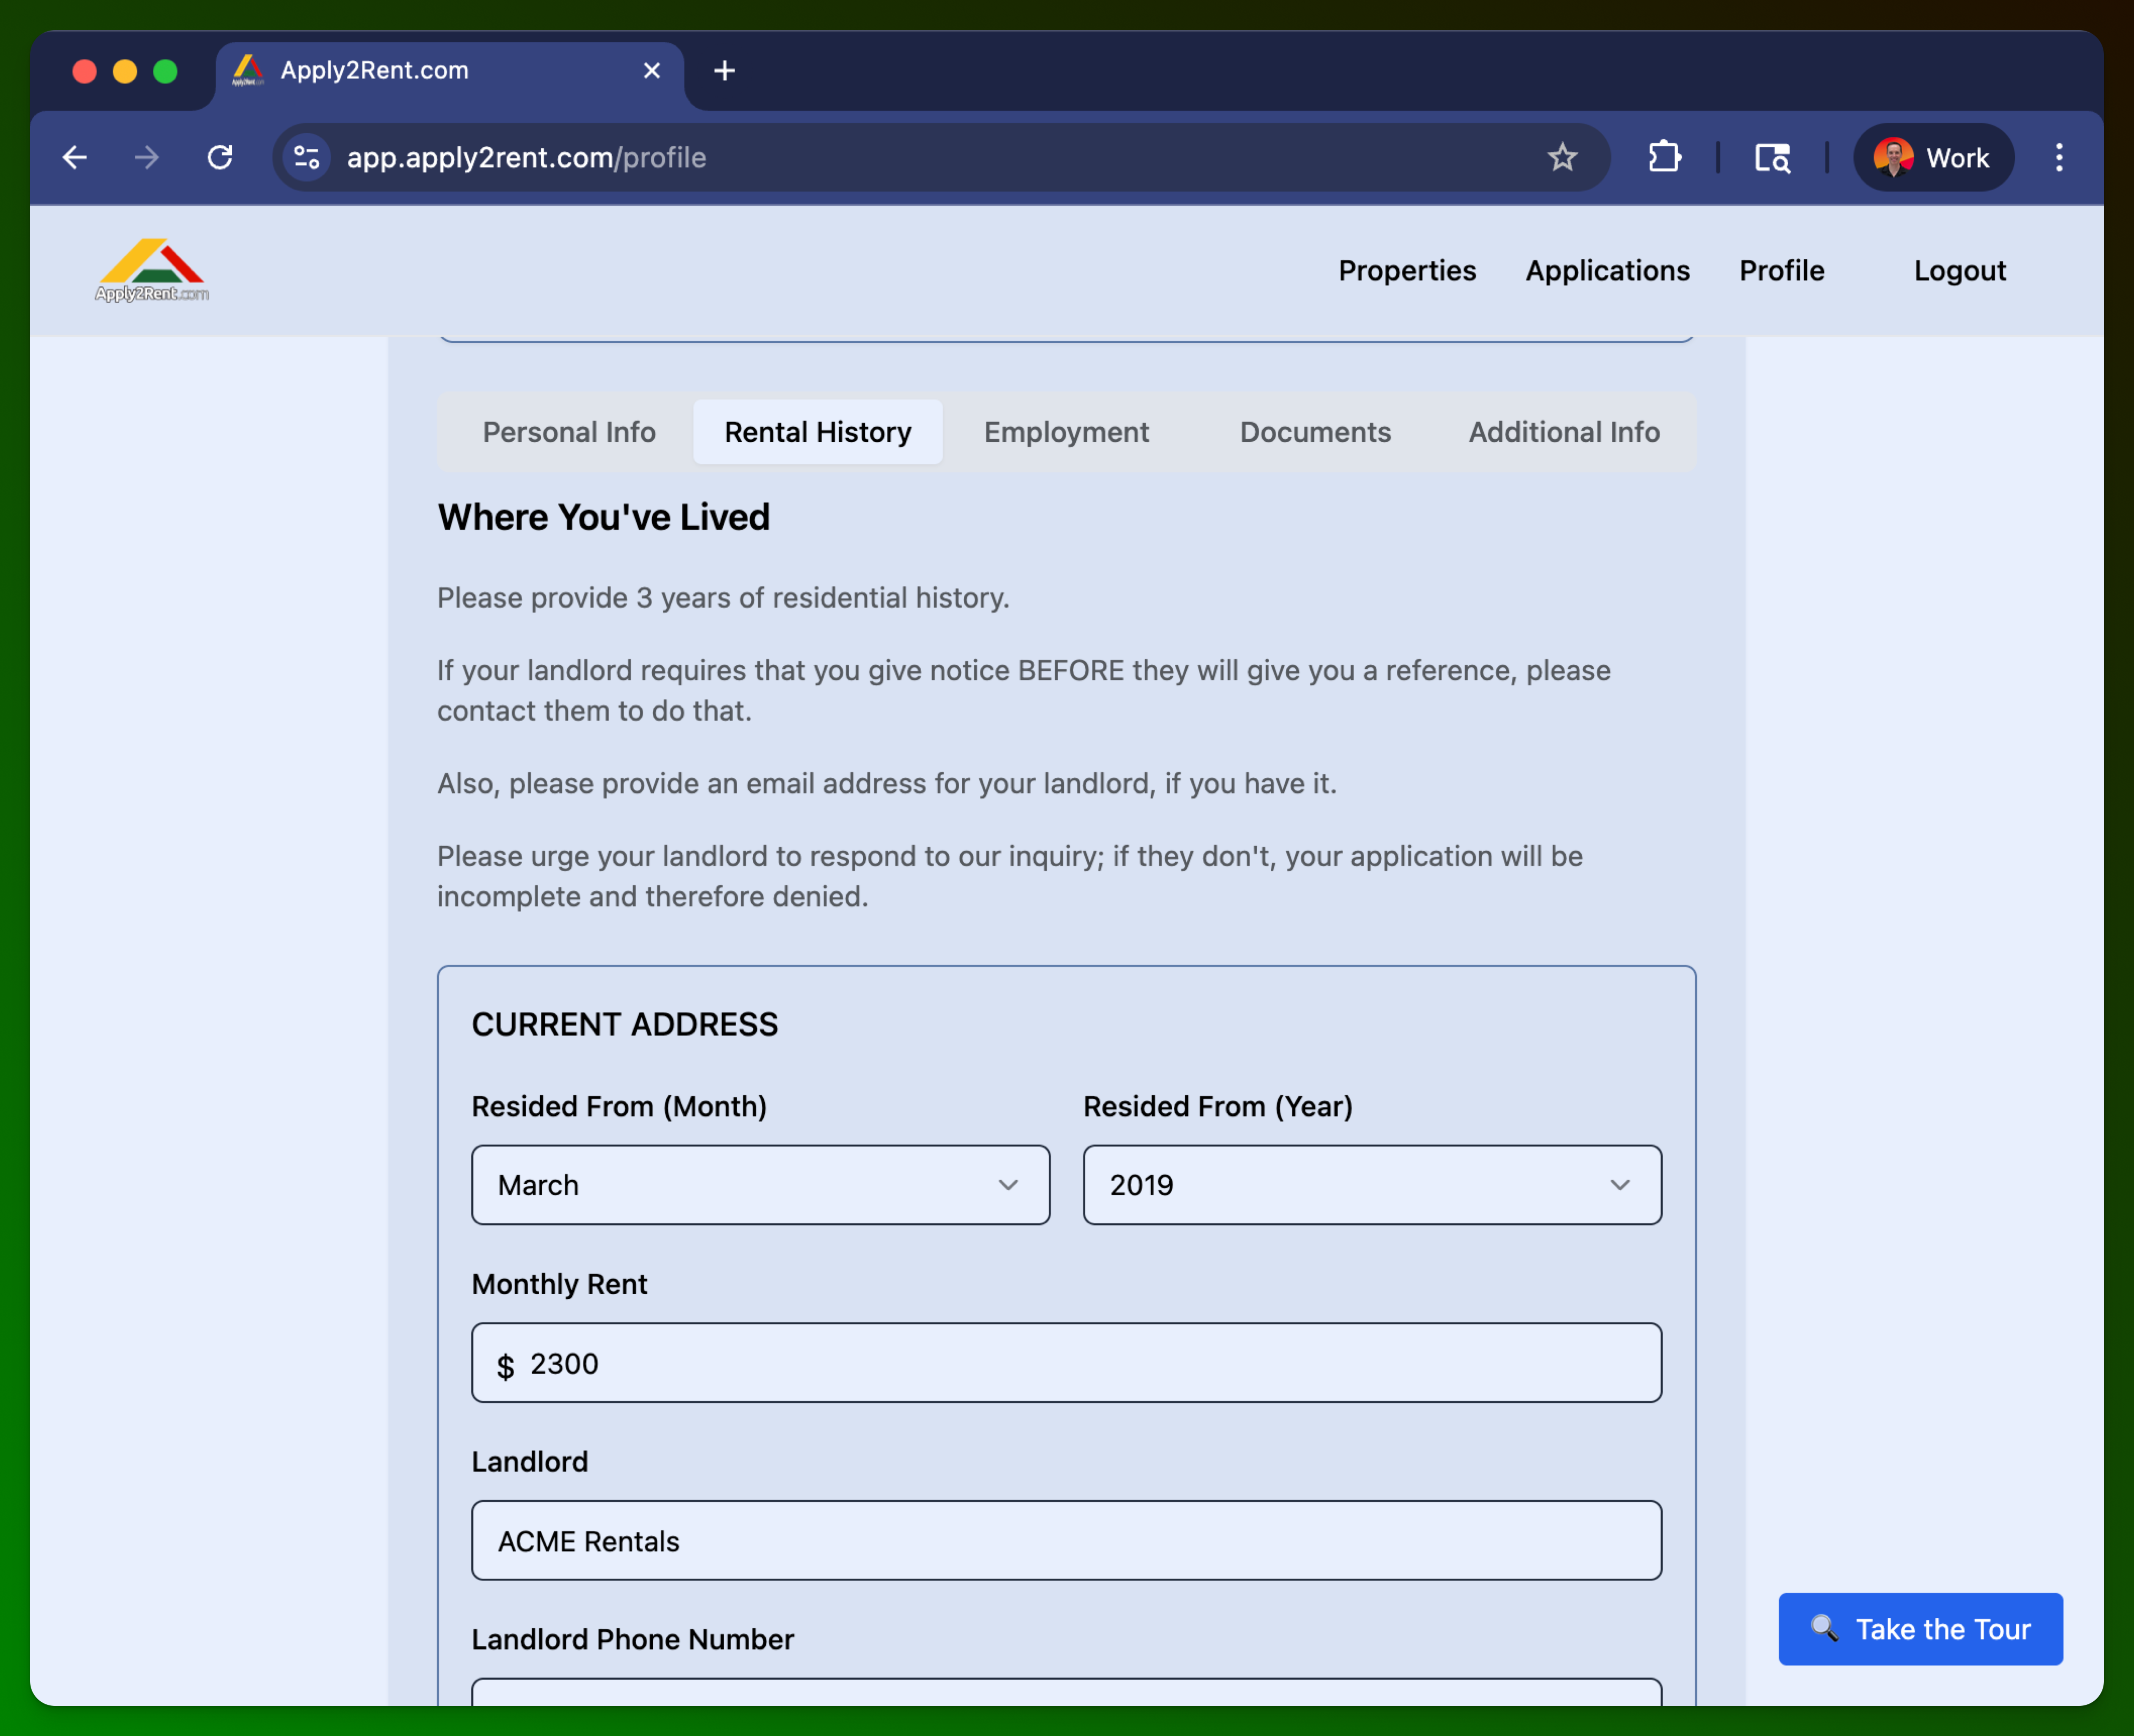 Apply2Rent.com
app.apply2rent.com/profile
Work
Apply2Rent.com
Properties
Applications
Profile
Logout
Personal Info
Rental History
Employment
Documents
Additional Info
Where You've Lived
Please provide 3 years of residential history.
If your landlord requires that you give notice BEFORE they will give you a reference, please
contact them to do that.
Also, please provide an email address for your landlord, if you have it.
Please urge your landlord to respond to our inquiry; if they don't, your application will be
incomplete and therefore denied.
CURRENT ADDRESS
Resided From (Month)
Resided From (Year)
March
2019
Monthly Rent
$ 2300
Landlord
ACME Rentals
Landlord Phone Number
Take the Tour